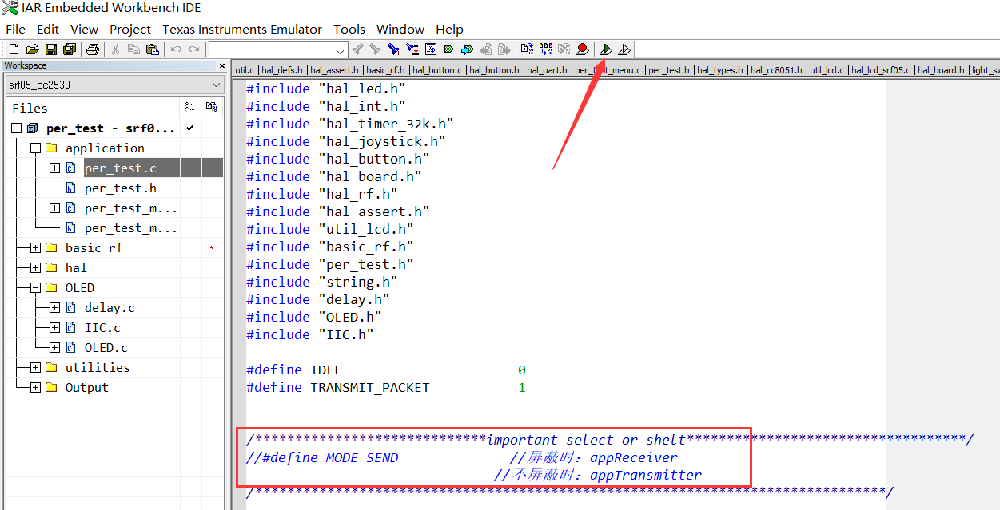 IAR Embedded Workbench IDE
File Edit View Project Texas Instruments Emulator Tools Window Help
Workspace
srf05_cc2530
Files
per_test - srf0...
application
per_test.c
per_test.h
per_test_m...
per_test_m...
basic rf
hal
OLED
delay.c
IIC.c
OLED.c
utilities
Output
util.c | hal_defs.h | hal_assert.h | basic_rf.h | hal_button.c | hal_button.h | hal_uart.h | per_test_menu.c | per_test.h | hal_types.h | hal_cc8051.h | util_lcd.c | hal_lcd_srf05.c | hal_board.h | light_sw
#include "hal_led.h"
#include "hal_int.h"
#include "hal_timer_32k.h"
#include "hal_joystick.h"
#include "hal_button.h"
#include "hal_board.h"
#include "hal_rf.h"
#include "hal_assert.h"
#include "util_lcd.h"
#include "basic_rf.h"
#include "per_test.h"
#include "string.h"
#include "delay.h"
#include "OLED.h"
#include "IIC.h"
#define IDLE 0
#define TRANSMIT_PACKET 1
/*****************************important select or shelt***********************************/
//#define MODE_SEND //屏蔽时：appReceiver
//不屏蔽时：appTransmitter
/*******************************************************************************/